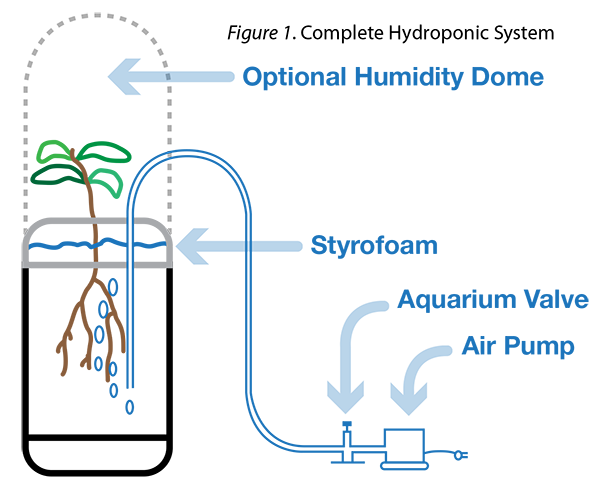 Figure 1. Complete Hydroponic System
Optional Humidity Dome
Styrofoam
Aquarium Valve
Air Pump